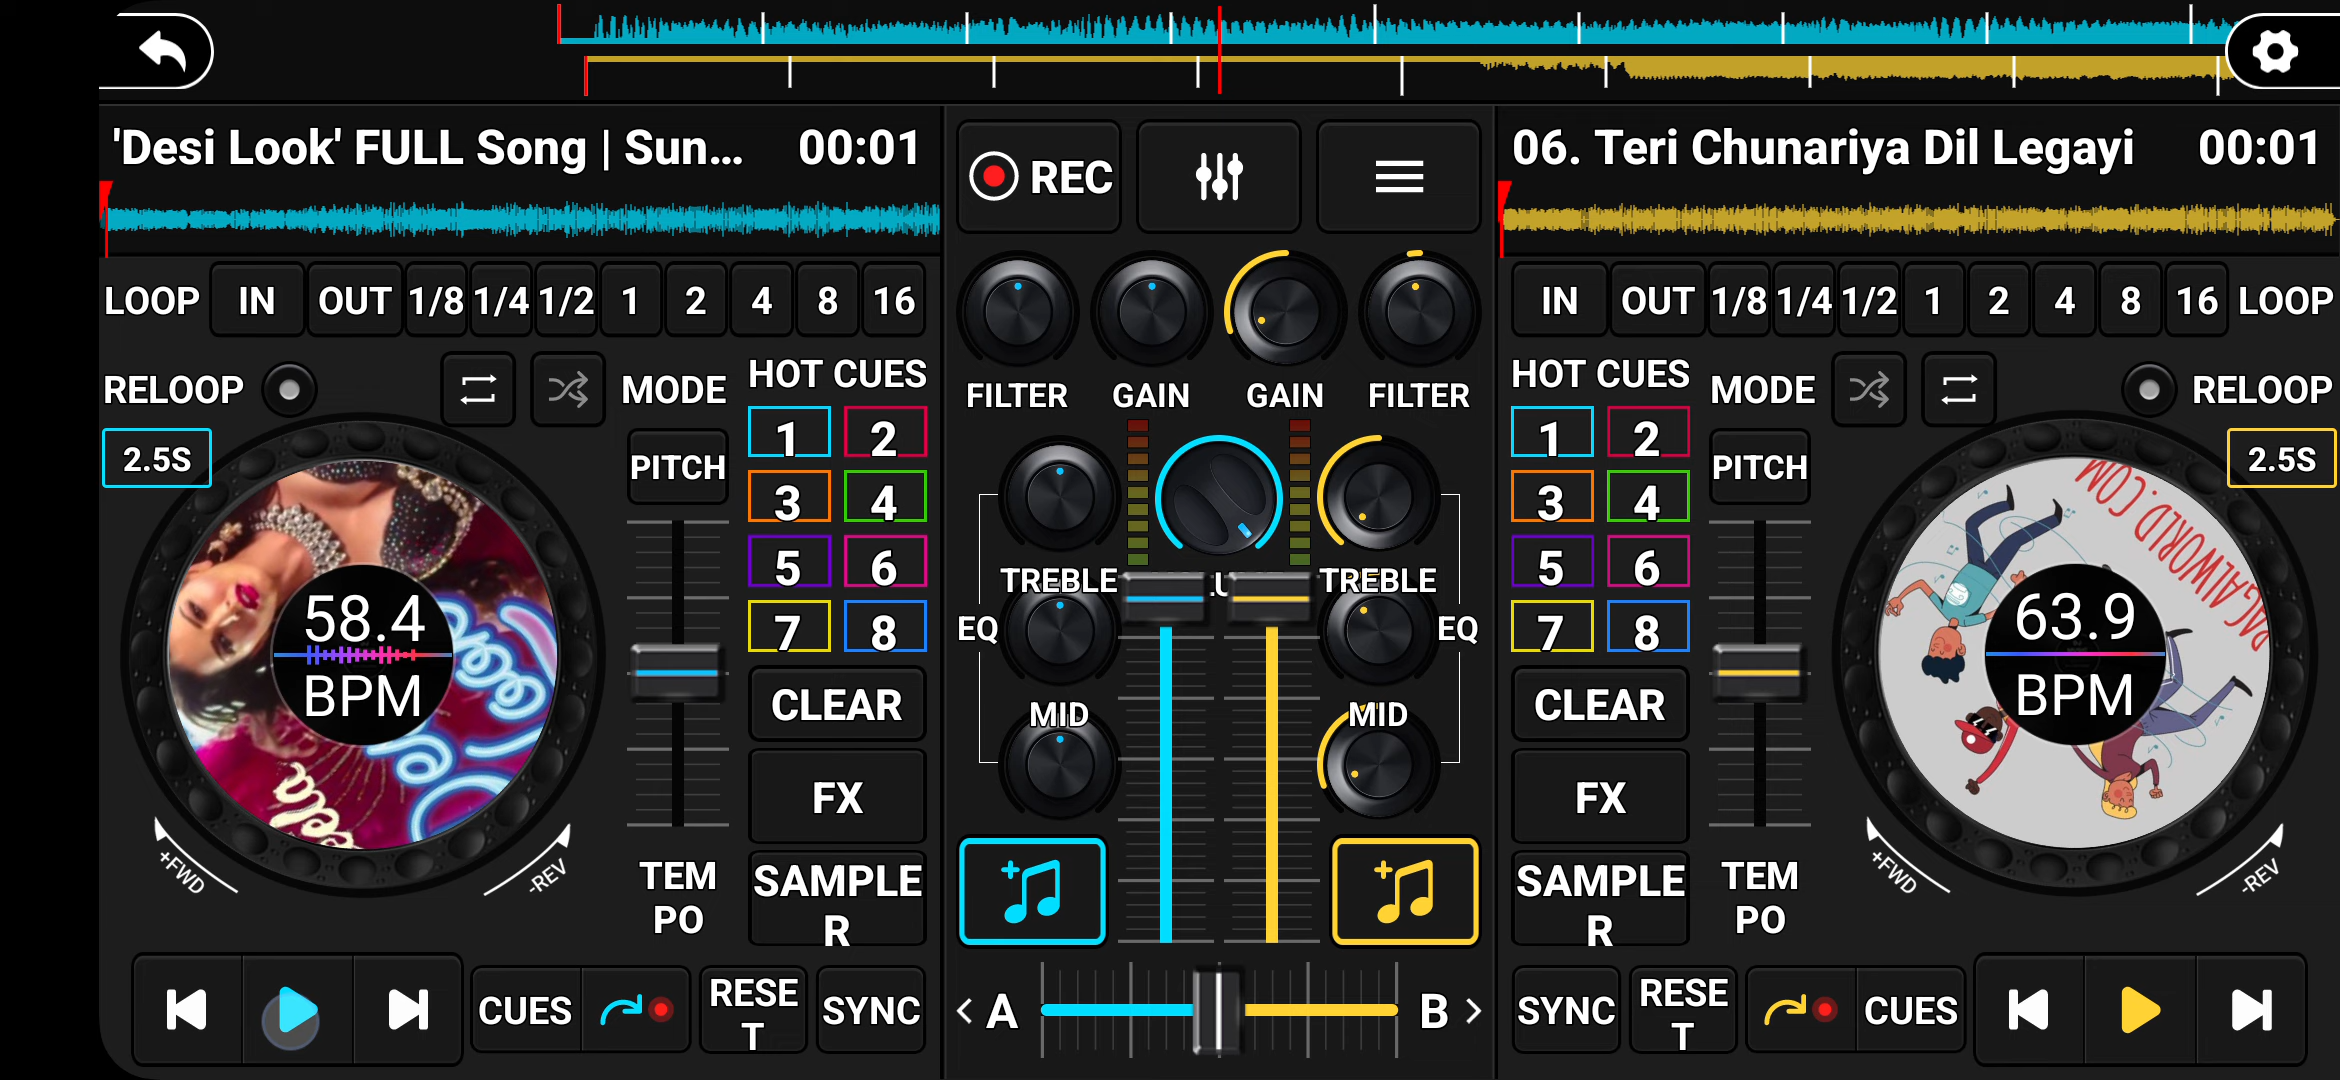 'Desi Look' FULL Song | Sun... 00:01
REC
06. Teri Chunariya Dil Legayi 00:01
LOOP IN OUT 1/8 1/4 1/2 1 2 4 8 16
FILTER GAIN GAIN FILTER
IN OUT 1/8 1/4 1/2 1 2 4 8 16 LOOP
RELOOP MODE HOT CUES
2.5S
PITCH
1 2
3 4
5 6
7 8
58.4
BPM
CLEAR
FX
SAMPLE
R
TEM
PO
+FWD
-REV
TREBLE TREBLE
EQ EQ
MID MID
HOT CUES MODE RELOOP
2.5S
PITCH
1 2
3 4
5 6
7 8
PAGALWORLD.COM
63.9
BPM
CLEAR
FX
SAMPLE
R
TEM
PO
+FWD
-REV
CUES
RESE
T
SYNC
< A B >
SYNC
RESE
T
CUES